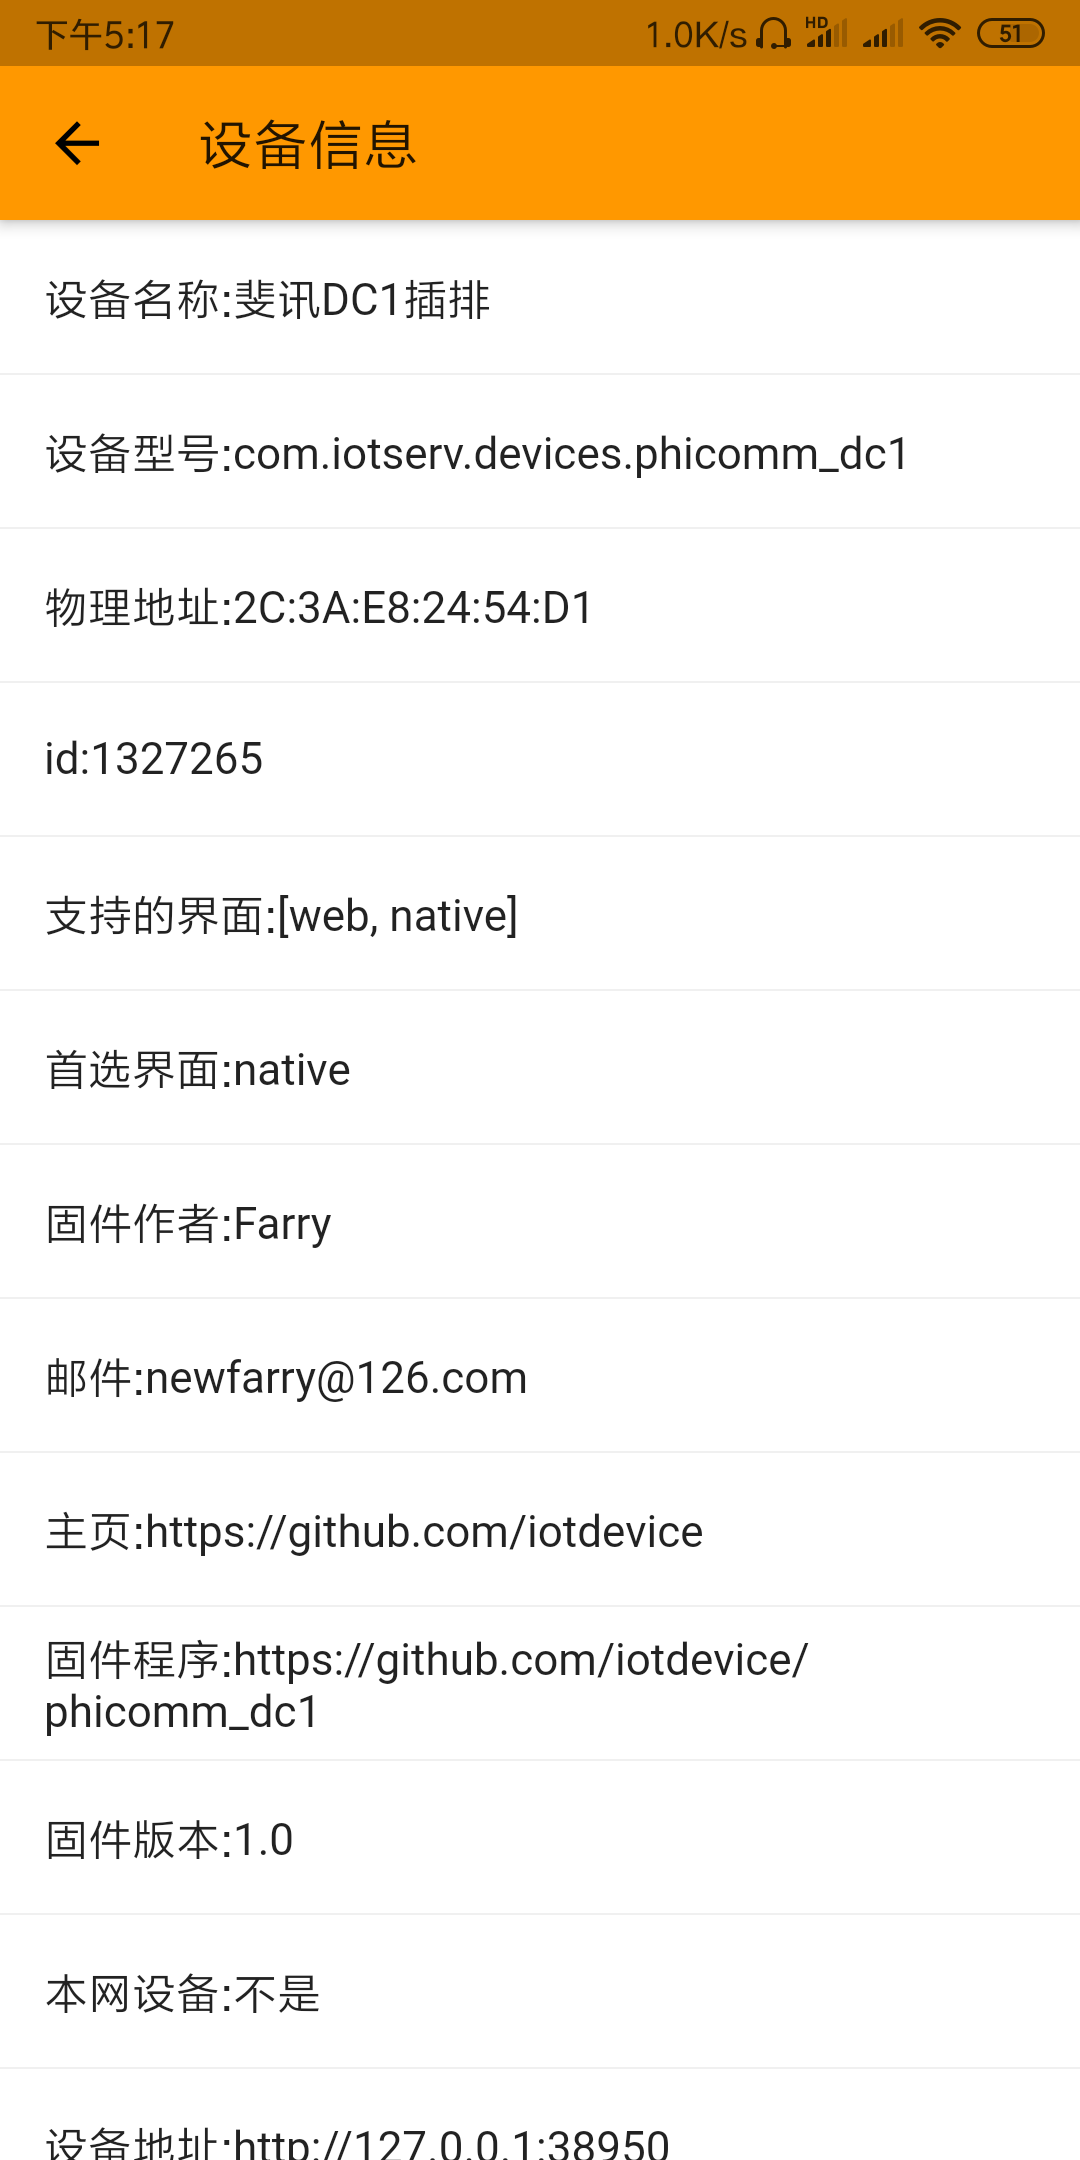 下午5:17
1.0K/s HD 51
设备信息
设备名称:斐讯DC1插排
设备型号:com.iotserv.devices.phicomm_dc1
物理地址:2C:3A:E8:24:54:D1
id:1327265
支持的界面:[web, native]
首选界面:native
固件作者:Farry
邮件:newfarry@126.com
主页:https://github.com/iotdevice
固件程序:https://github.com/iotdevice/
phicomm_dc1
固件版本:1.0
本网设备:不是
设备地址:http://127.0.0.1:38950